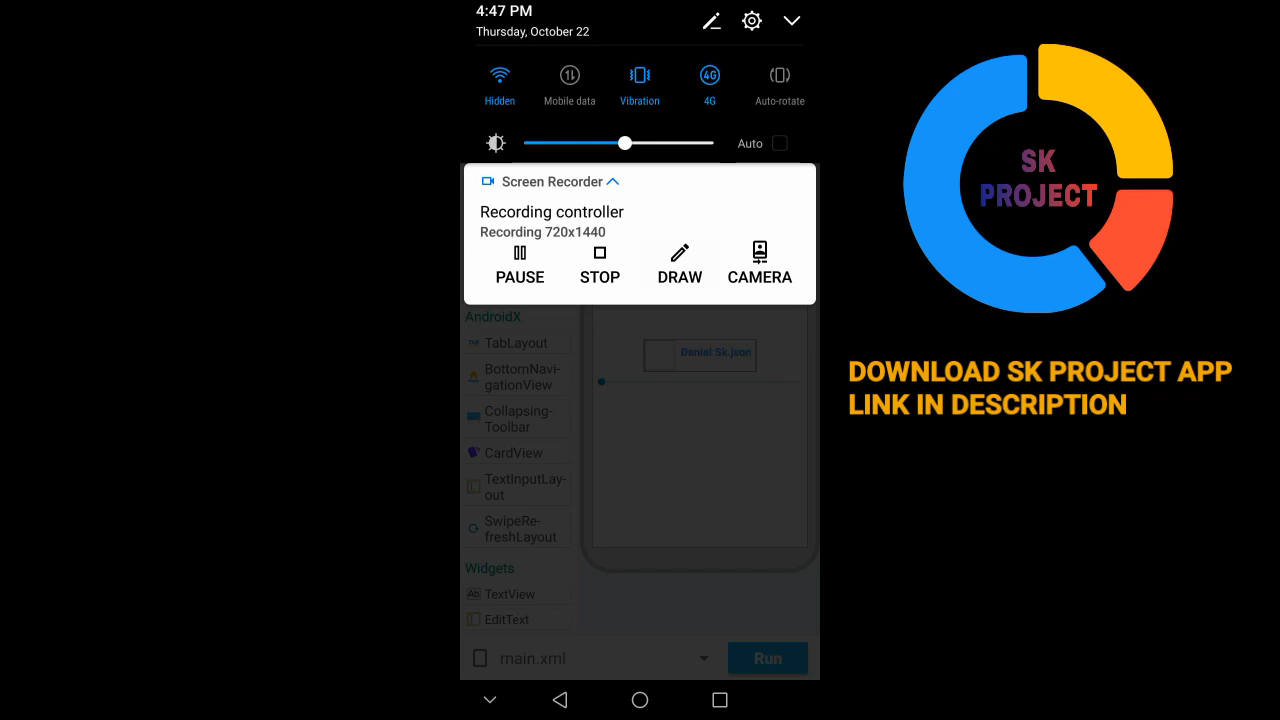 4:47 PM
Thursday, October 22
Hidden
Mobile data
Vibration
4G
4G
Auto-rotate
Auto
Screen Recorder
Recording controller
Recording 720x1440
PAUSE
STOP
DRAW
CAMERA
AndroidX
TabLayout
BottomNavi-
gationView
Collapsing-
Toolbar
CardView
TextInputLay-
out
SwipeRe-
freshLayout
Widgets
Ab TextView
EditText
Danial Sk.json
main.xml
Run
SK
PROJECT
DOWNLOAD SK PROJECT APP
LINK IN DESCRIPTION